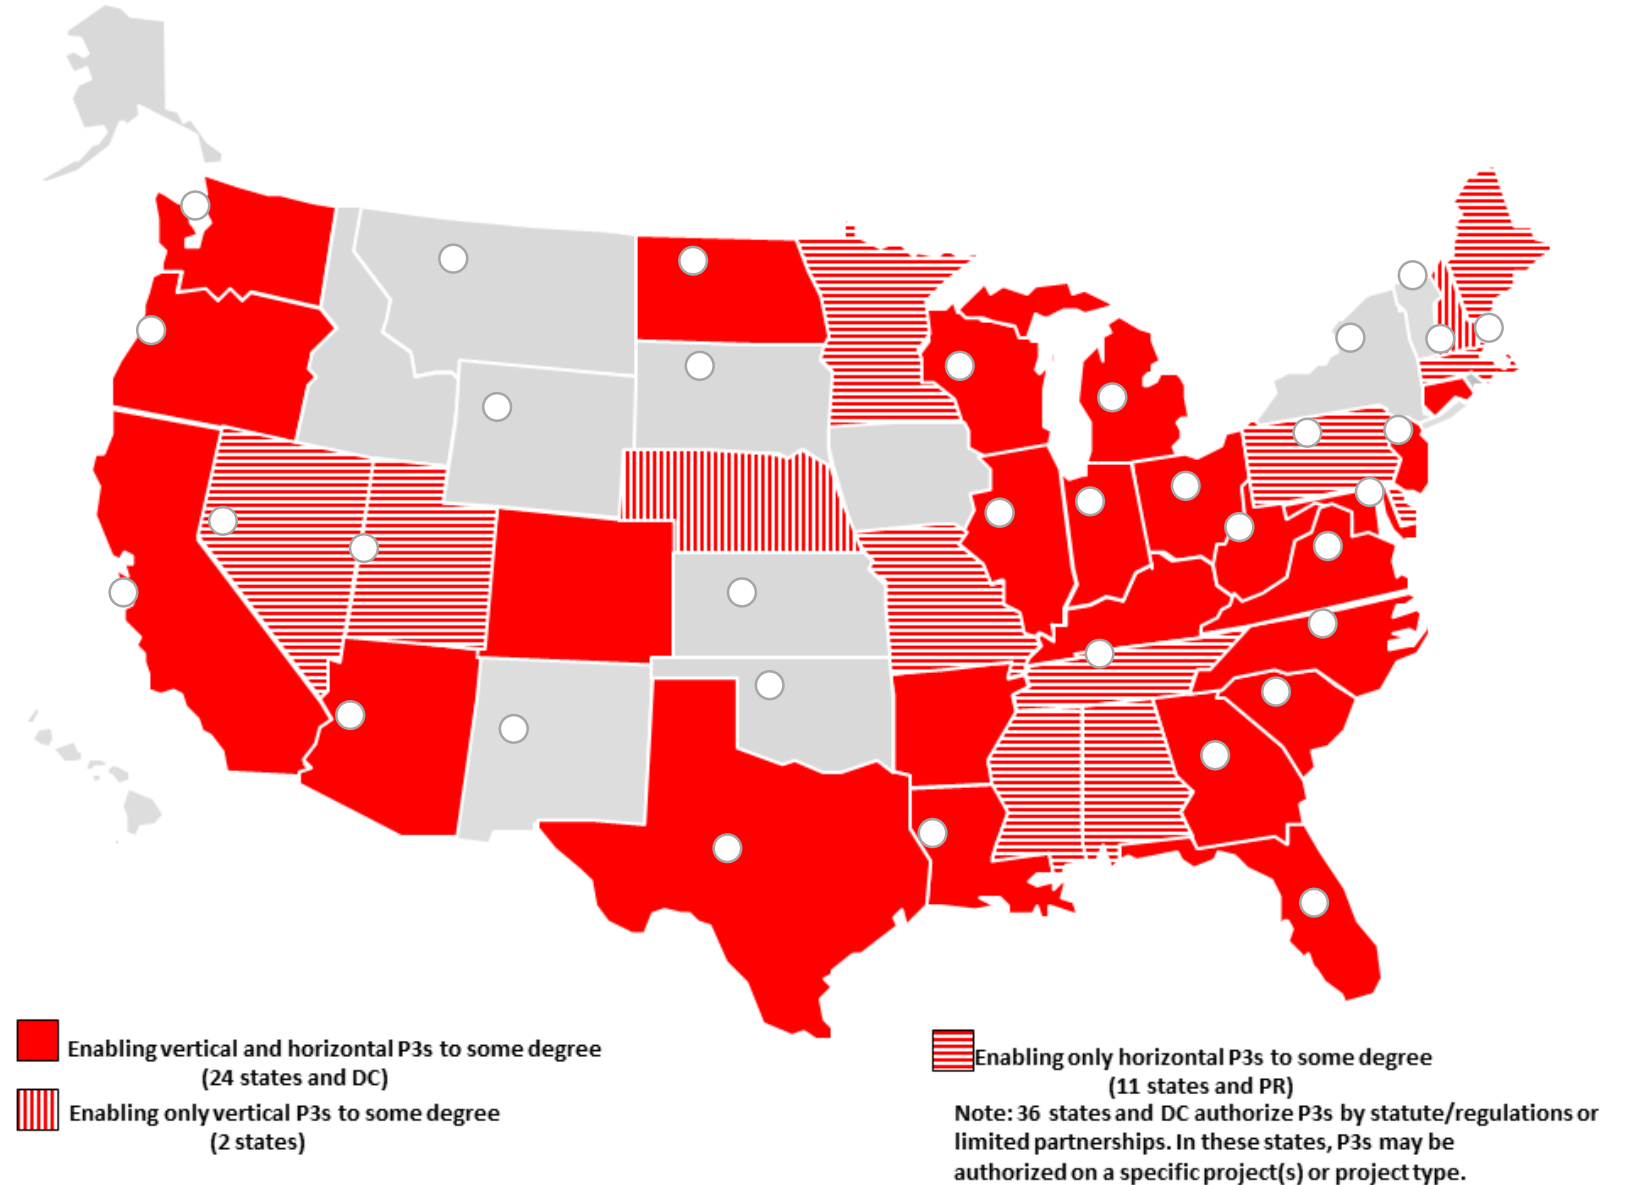 Enabling vertical and horizontal P3s to some degree
(24 states and DC)
Enabling only vertical P3s to some degree
(2 states)
Enabling only horizontal P3s to some degree
(11 states and PR)
Note: 36 states and DC authorize P3s by statute/regulations or
limited partnerships. In these states, P3s may be
authorized on a specific project(s) or project type.